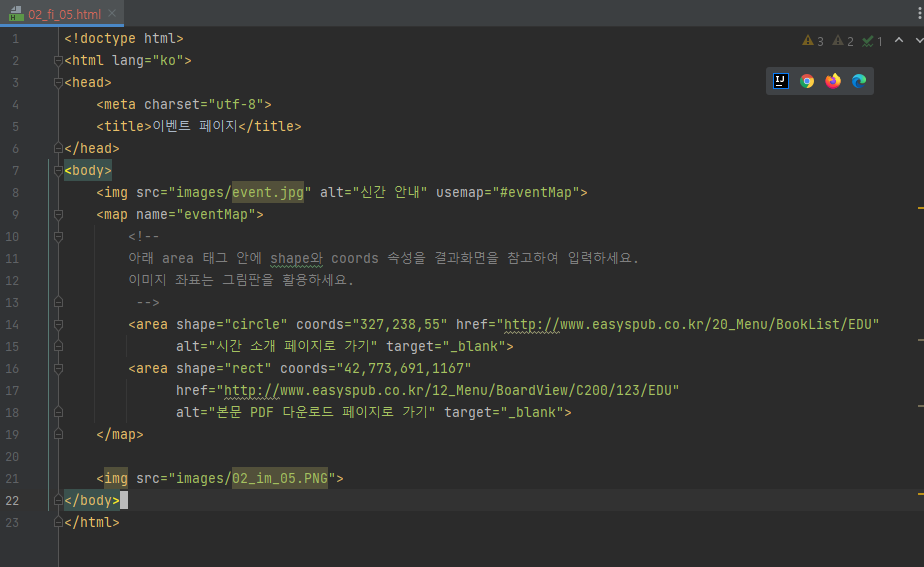 02_fi_05.html
3 2 1
1 <!doctype html>
2 <html lang="ko">
3 <head>
4     <meta charset="utf-8">
5     <title>이벤트 페이지</title>
6 </head>
7 <body>
8     <img src="images/event.jpg" alt="신간 안내" usemap="#eventMap">
9     <map name="eventMap">
10         <!--
11         아래 area 태그 안에 shape와 coords 속성을 결과화면을 참고하여 입력하세요.
12         이미지 좌표는 그림판을 활용하세요.
13          -->
14         <area shape="circle" coords="327,238,55" href="http://www.easyspub.co.kr/20_Menu/BookList/EDU"
15               alt="시간 소개 페이지로 가기" target="_blank">
16         <area shape="rect" coords="42,773,691,1167"
17               href="http://www.easyspub.co.kr/12_Menu/BoardView/C200/123/EDU"
18               alt="본문 PDF 다운로드 페이지로 가기" target="_blank">
19     </map>
20
21     <img src="images/02_im_05.PNG">
22 </body>
23 </html>